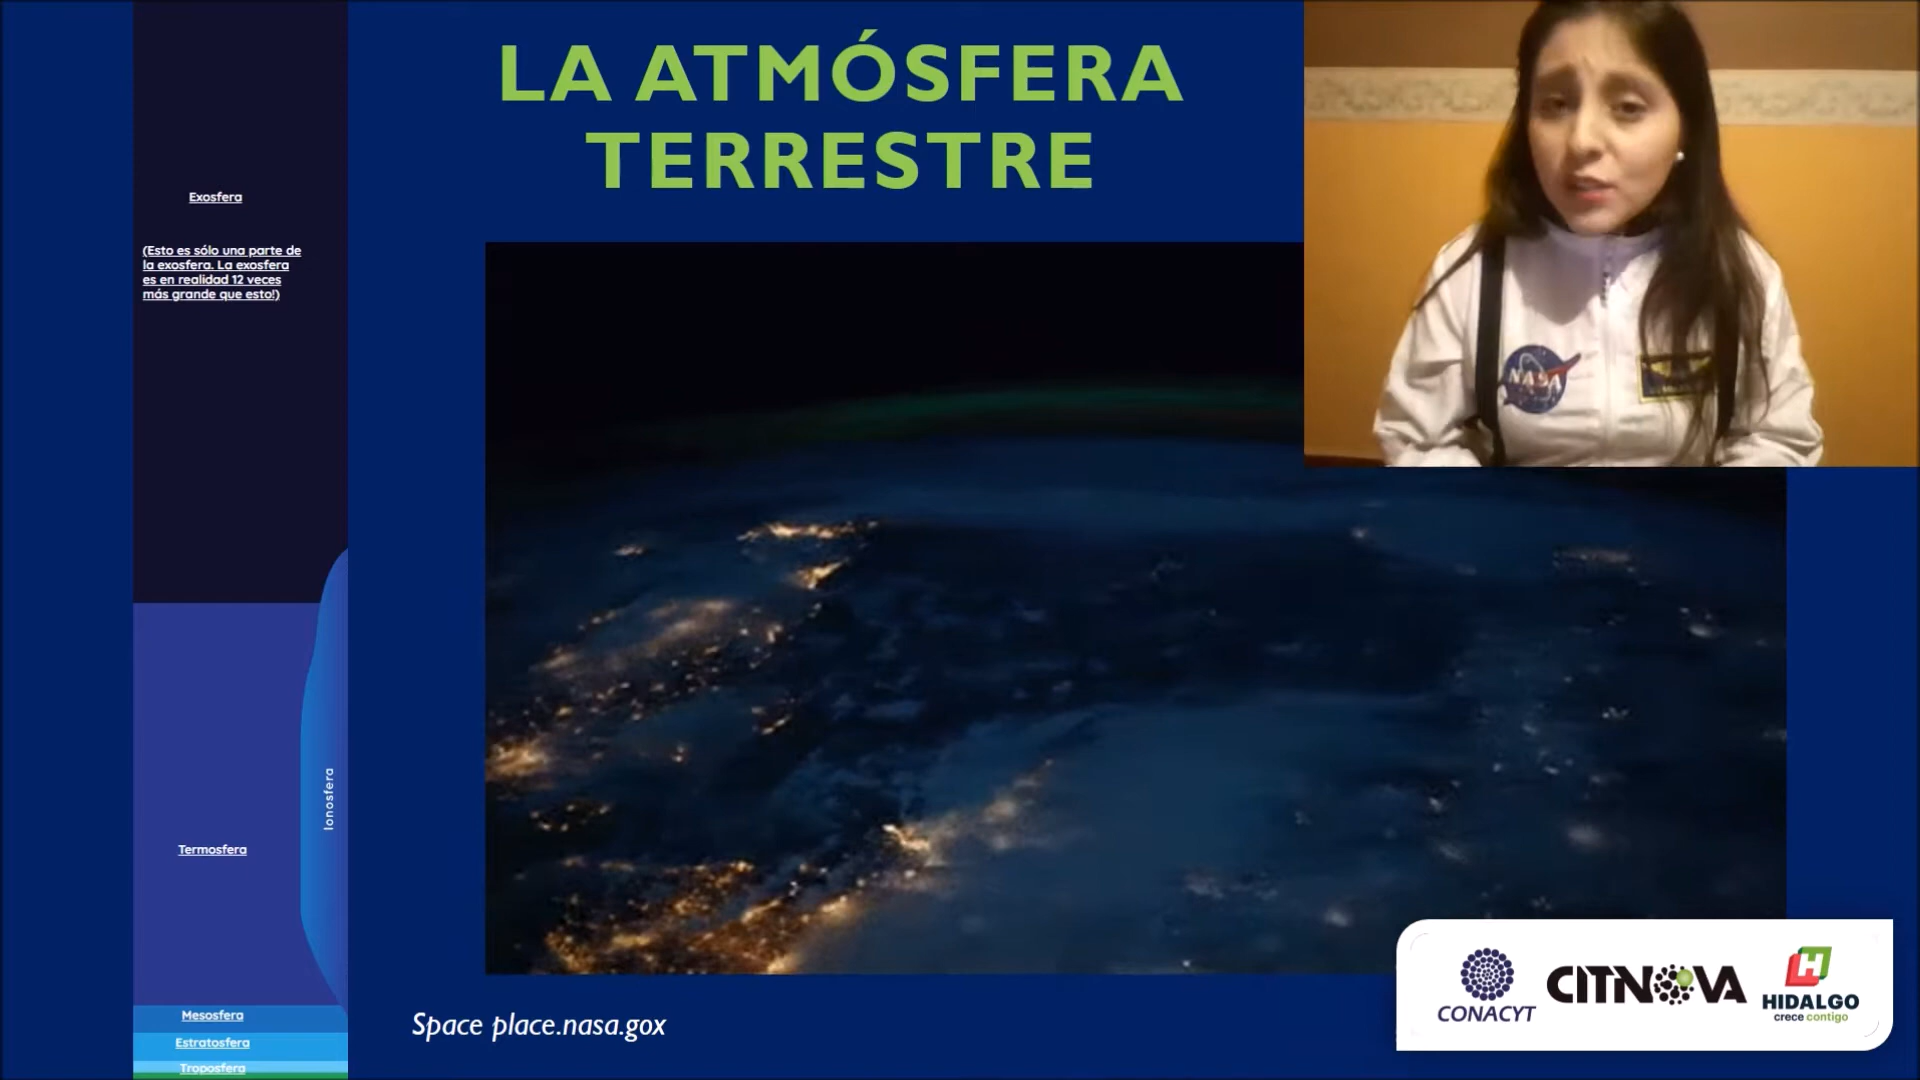 LA ATMÓSFERA
TERRESTRE
Exosfera
(Esto es sólo una parte de
la exosfera. La exosfera
es en realidad 12 veces
más grande que esto!)
Ionosfera
Termosfera
Mesosfera
Estratosfera
Troposfera
NASA
Space place.nasa.gox
CONACYT
CITNOVA
H
HIDALGO
crece contigo